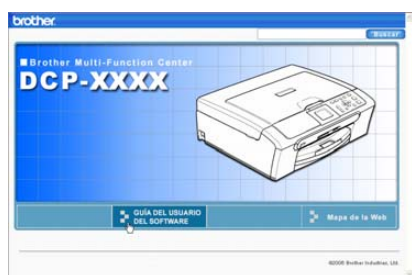 brother
Buscar
Brother Multi-Function Center
DCP-XXXX
GUÍA DEL USUARIO
DEL SOFTWARE
Mapa de la Web
©2005 Brother Industries, Ltd.